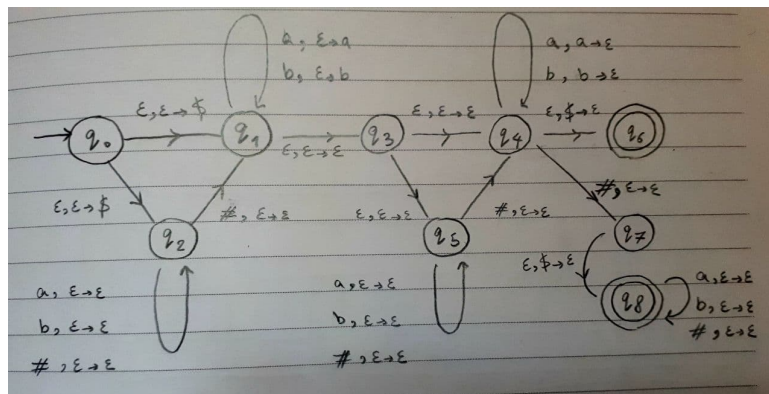 a, ε→a
b, ε→b
a, a→ε
b, b→ε
ε, ε→$
ε, ε→ε
ε, $→ε
q₀
q1
q3
q4
q6
ε, ε→ε
#, ε→ε
ε, ε→$
#, ε→ε
ε, ε→ε
#, ε→ε
q2
q5
q7
ε, $→ε
a, ε→ε
b, ε→ε
#, ε→ε
a, ε→ε
b, ε→ε
#, ε→ε
q8
a, ε→ε
b, ε→ε
#, ε→ε